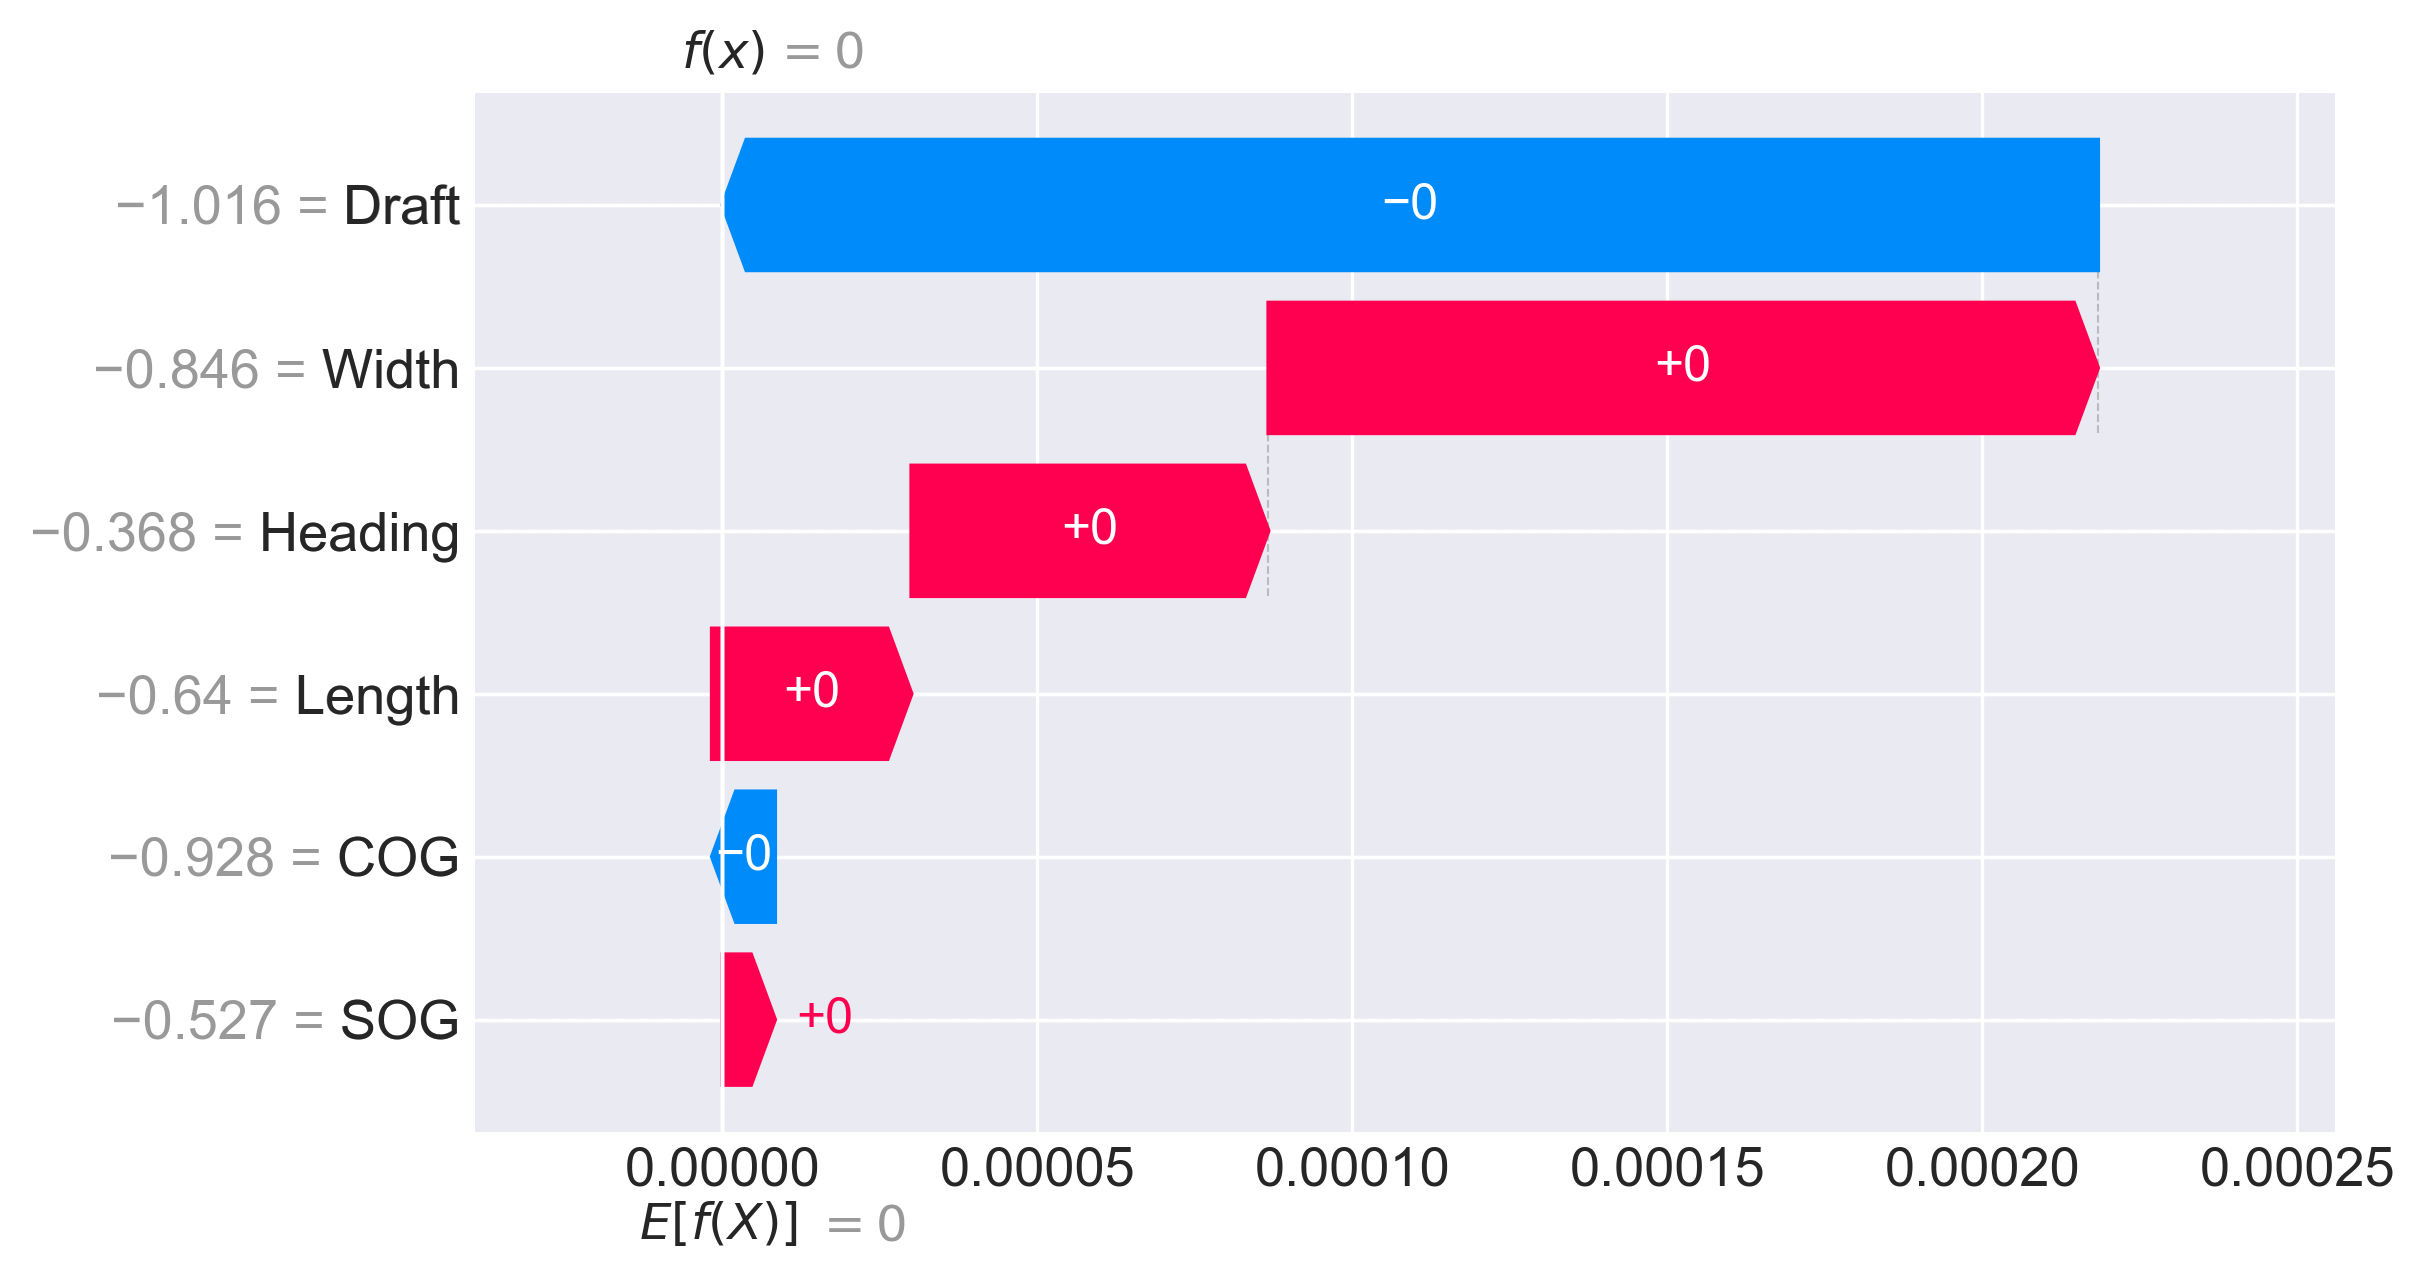 f(x) = 0
−1.016 = Draft
−0
−0.846 = Width
+0
−0.368 = Heading
+0
−0.64 = Length
+0
−0.928 = COG
−0
−0.527 = SOG
+0
0.00000 0.00005 0.00010 0.00015 0.00020 0.00025
E[f(X)] = 0